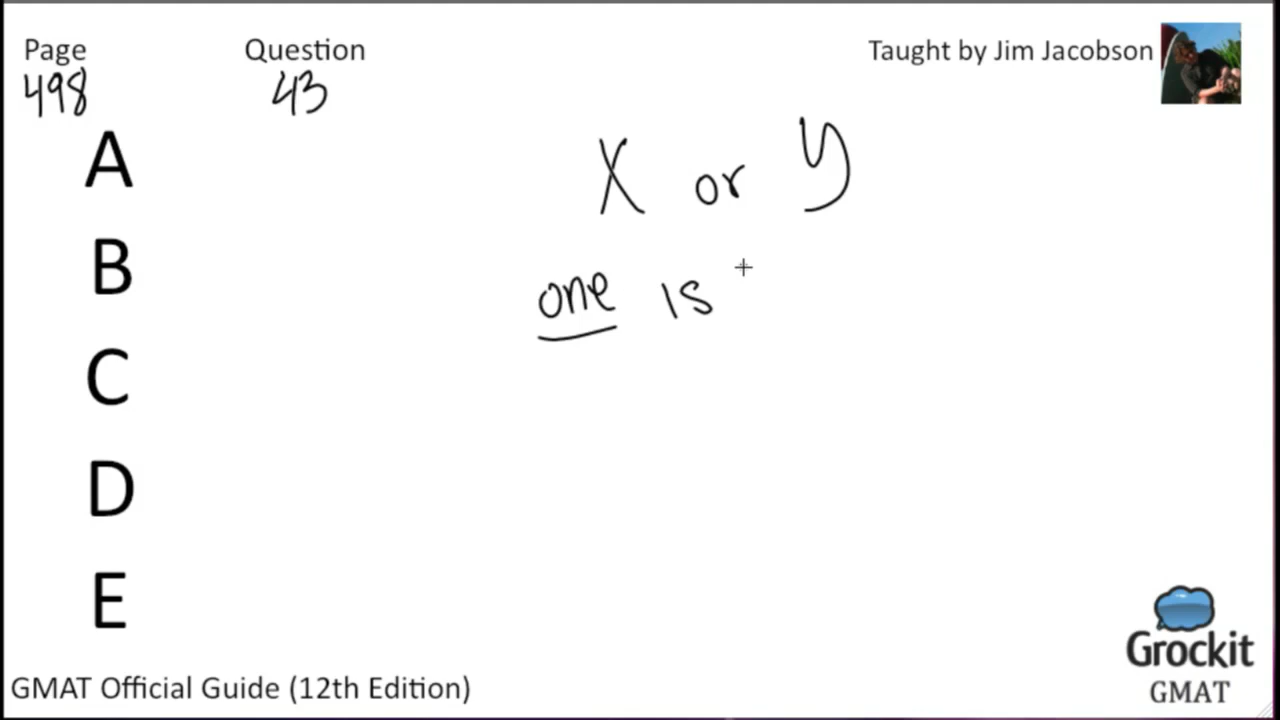 Page Question Taught by Jim Jacobson
498 43
A
X or Y
B
one is
C
D
E
Grockit
GMAT
GMAT Official Guide (12th Edition)